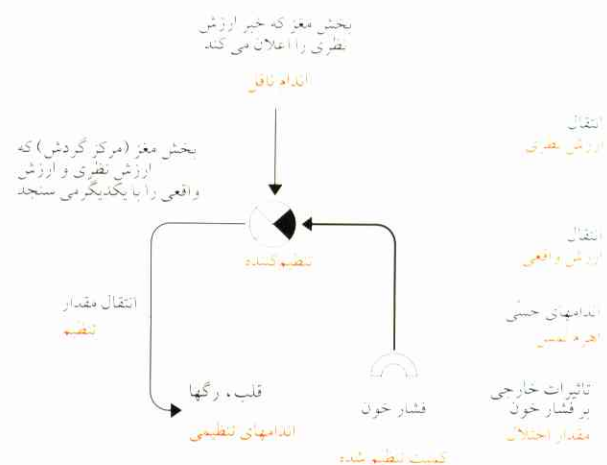 بخش مغز که خبر ارزش
نظری را اعلان می کند
اندام ناقل
انتقال
ارزش نظری
بخش مغز (مرکز گردش) که
ارزش نظری و ارزش
واقعی را با یکدیگر می سنجد
تنظیم کننده
انتقال
ارزش واقعی
انتقال مقدار
تنظیم
اندامهای حسّی
قلب، رگها
اندامهای تنظیمی
فشار خون
کمیت تنظیم شده
تاثیرات خارجی
بر فشار خون
مقدار اختلال